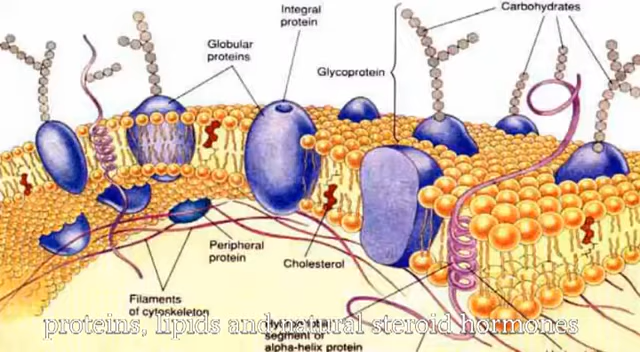 Integral
protein
Carbohydrates
Globular
proteins
Glycoprotein
Peripheral
protein
Cholesterol
Filaments
of cytoskeleton
proteins, lipids and natural steroid hormones
segment of
alpha-helix protein